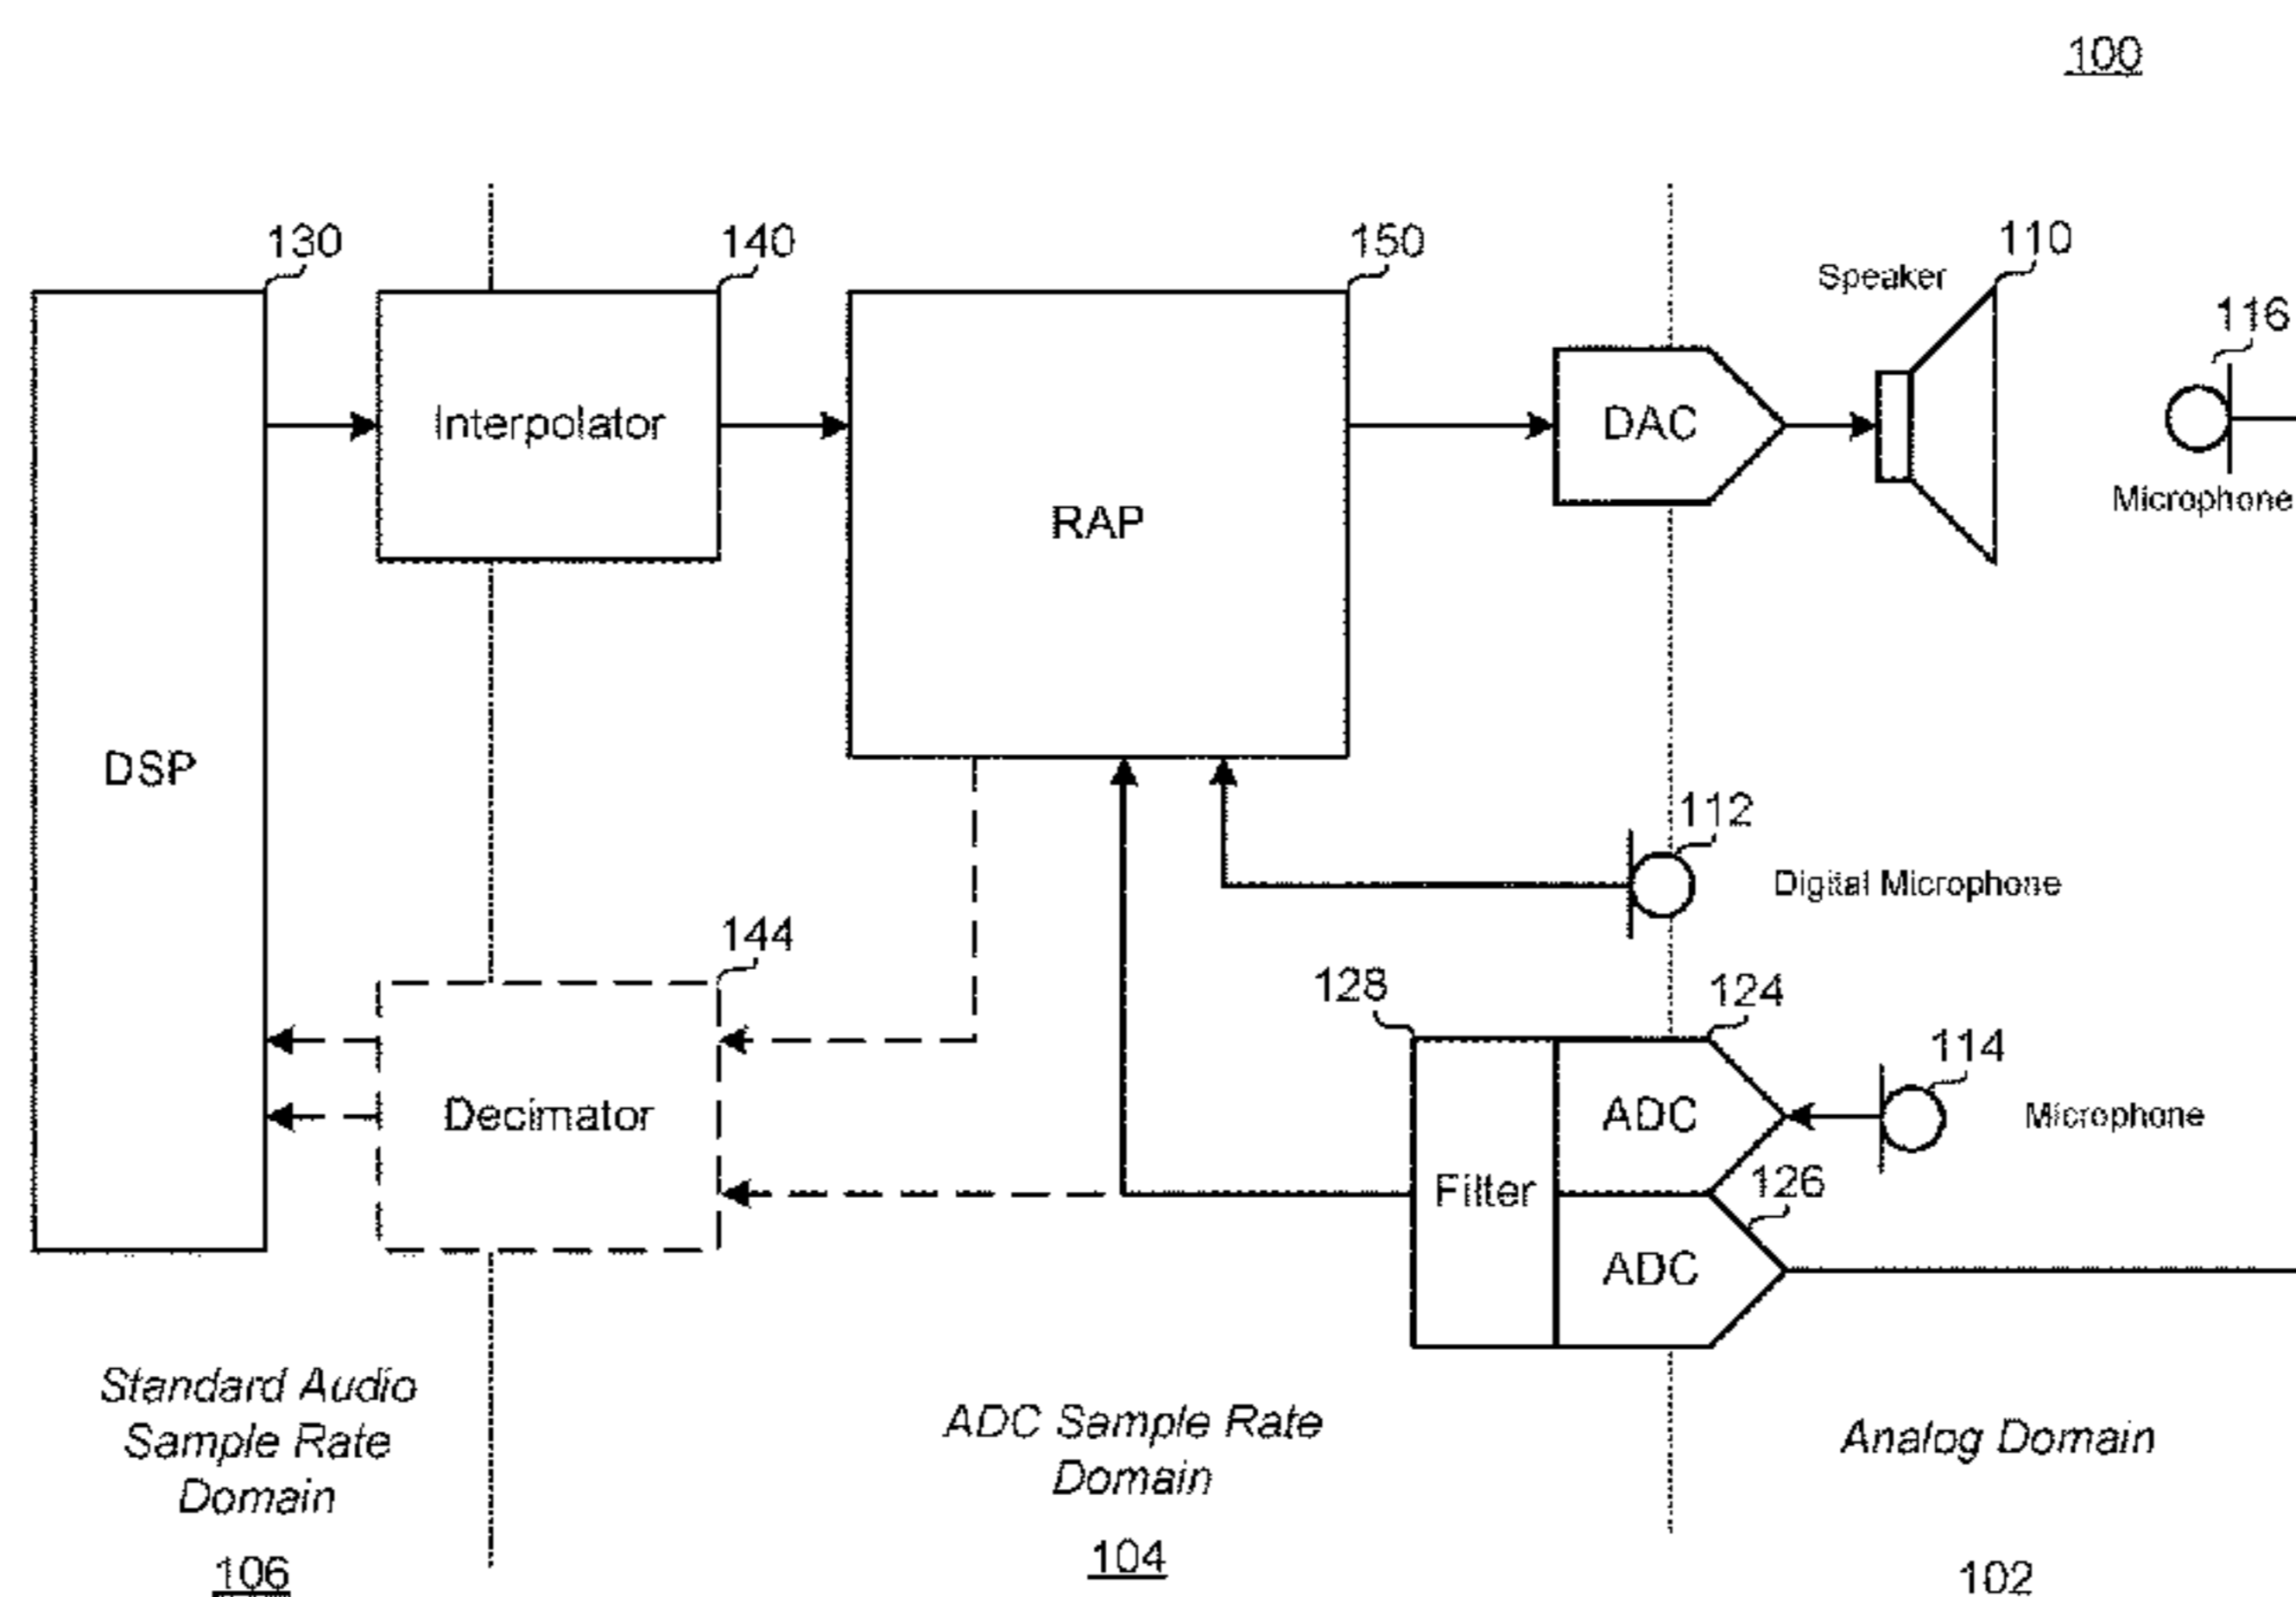 100
130
140
150
110
Speaker
116
Interpolator
DAC
Microphone
RAP
DSP
112
Digital Microphone
144
128
124
114
Decimator
ADC
Microphone
126
Filter
ADC
Standard Audio
Sample Rate
Domain
106
ADC Sample Rate
Domain
104
Analog Domain
102